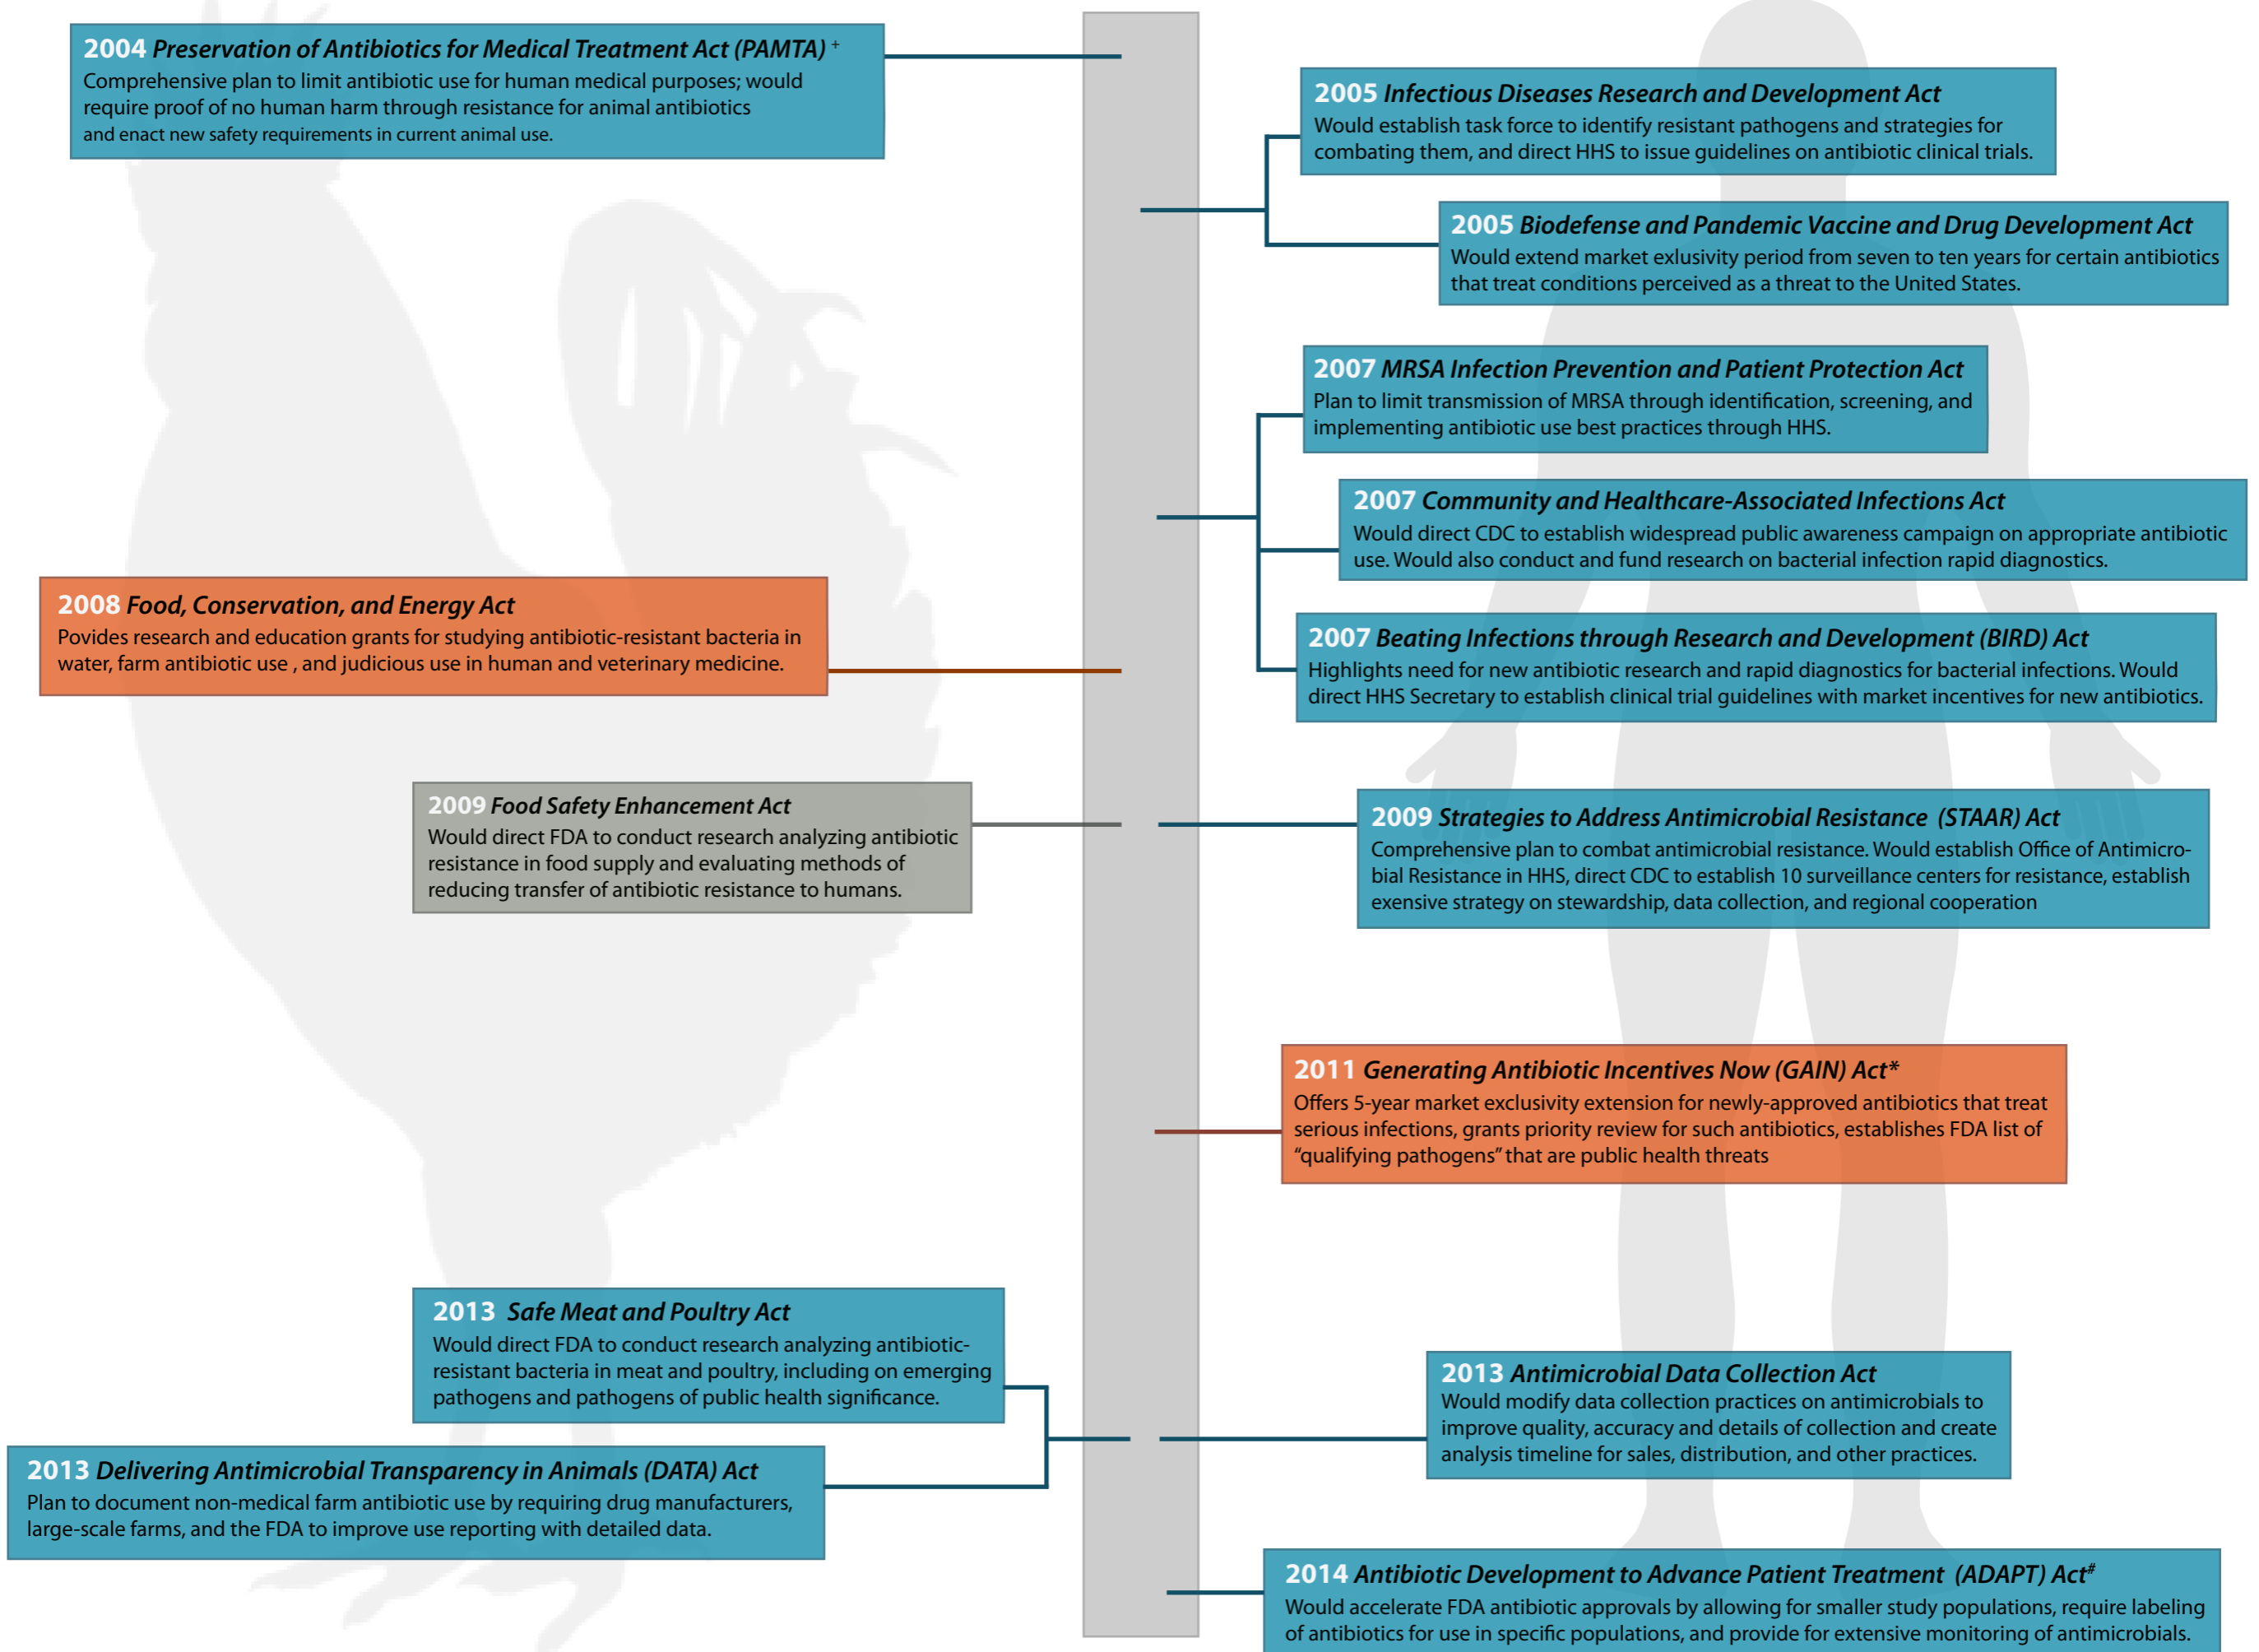 2004 Preservation of Antibiotics for Medical Treatment Act (PAMTA) +
Comprehensive plan to limit antibiotic use for human medical purposes; would
require proof of no human harm through resistance for animal antibiotics
and enact new safety requirements in current animal use.
2005 Infectious Diseases Research and Development Act
Would establish task force to identify resistant pathogens and strategies for
combating them, and direct HHS to issue guidelines on antibiotic clinical trials.
2005 Biodefense and Pandemic Vaccine and Drug Development Act
Would extend market exlusivity period from seven to ten years for certain antibiotics
that treat conditions perceived as a threat to the United States.
2007 MRSA Infection Prevention and Patient Protection Act
Plan to limit transmission of MRSA through identification, screening, and
implementing antibiotic use best practices through HHS.
2007 Community and Healthcare-Associated Infections Act
Would direct CDC to establish widespread public awareness campaign on appropriate antibiotic
use. Would also conduct and fund research on bacterial infection rapid diagnostics.
2008 Food, Conservation, and Energy Act
Povides research and education grants for studying antibiotic-resistant bacteria in
water, farm antibiotic use , and judicious use in human and veterinary medicine.
2007 Beating Infections through Research and Development (BIRD) Act
Highlights need for new antibiotic research and rapid diagnostics for bacterial infections. Would
direct HHS Secretary to establish clinical trial guidelines with market incentives for new antibiotics.
2009 Food Safety Enhancement Act
Would direct FDA to conduct research analyzing antibiotic
resistance in food supply and evaluating methods of
reducing transfer of antibiotic resistance to humans.
2009 Strategies to Address Antimicrobial Resistance (STAAR) Act
Comprehensive plan to combat antimicrobial resistance. Would establish Office of Antimicro-
bial Resistance in HHS, direct CDC to establish 10 surveillance centers for resistance, establish
exensive strategy on stewardship, data collection, and regional cooperation
2011 Generating Antibiotic Incentives Now (GAIN) Act*
Offers 5-year market exclusivity extension for newly-approved antibiotics that treat
serious infections, grants priority review for such antibiotics, establishes FDA list of
“qualifying pathogens” that are public health threats
2013 Safe Meat and Poultry Act
Would direct FDA to conduct research analyzing antibiotic-
resistant bacteria in meat and poultry, including on emerging
pathogens and pathogens of public health significance.
2013 Antimicrobial Data Collection Act
Would modify data collection practices on antimicrobials to
improve quality, accuracy and details of collection and create
analysis timeline for sales, distribution, and other practices.
2013 Delivering Antimicrobial Transparency in Animals (DATA) Act
Plan to document non-medical farm antibiotic use by requiring drug manufacturers,
large-scale farms, and the FDA to improve use reporting with detailed data.
2014 Antibiotic Development to Advance Patient Treatment (ADAPT) Act#
Would accelerate FDA antibiotic approvals by allowing for smaller study populations, require labeling
of antibiotics for use in specific populations, and provide for extensive monitoring of antimicrobials.